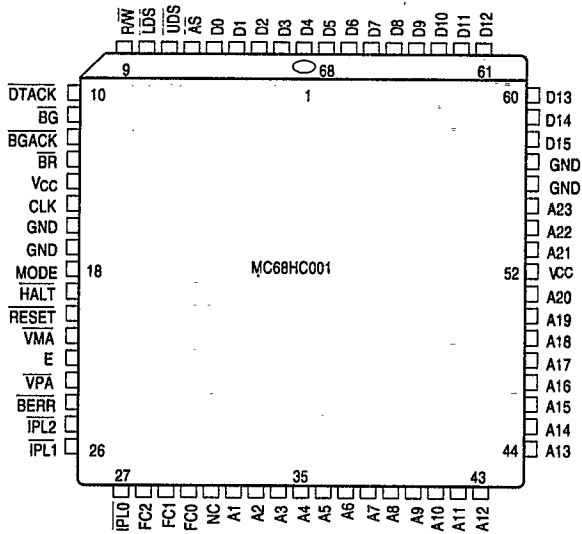 R/W LDS UDS AS D0 D1 D2 D3 D4 D5 D6 D7 D8 D9 D10 D11 D12
9 68 61
DTACK 10 1 60 D13
BG D14
BGACK D15
BR GND
VCC GND
CLK A23
GND A22
GND A21
MODE 18 MC68HC001 52 VCC
HALT A20
RESET A19
VMA A18
E A17
VPA A16
BERR A15
IPL2 A14
IPL1 26 44 A13
27 35 43
IPL0 FC2 FC1 FC0 NC A1 A2 A3 A4 A5 A6 A7 A8 A9 A10 A11 A12